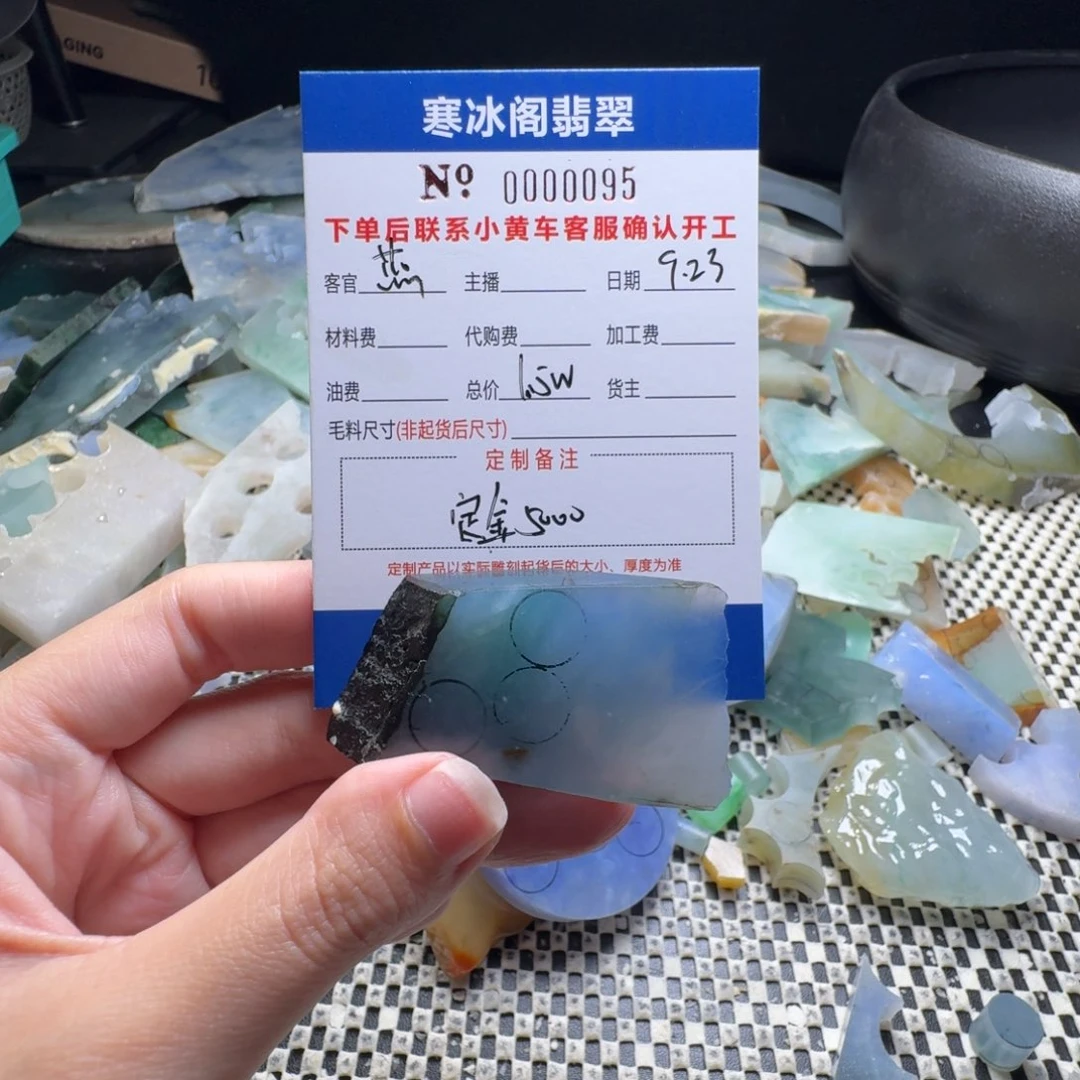 GING
寒冰阁翡翠
Nº 0000095
下单后联系小黄车客服确认开工
客官 燕 主播 日期 9.23
材料费 代购费 加工费
油费 总价 1.5W 货主
毛料尺寸(非起货后尺寸)
定制备注
定金5000
定制产品以实际雕刻起货后的大小、厚度为准